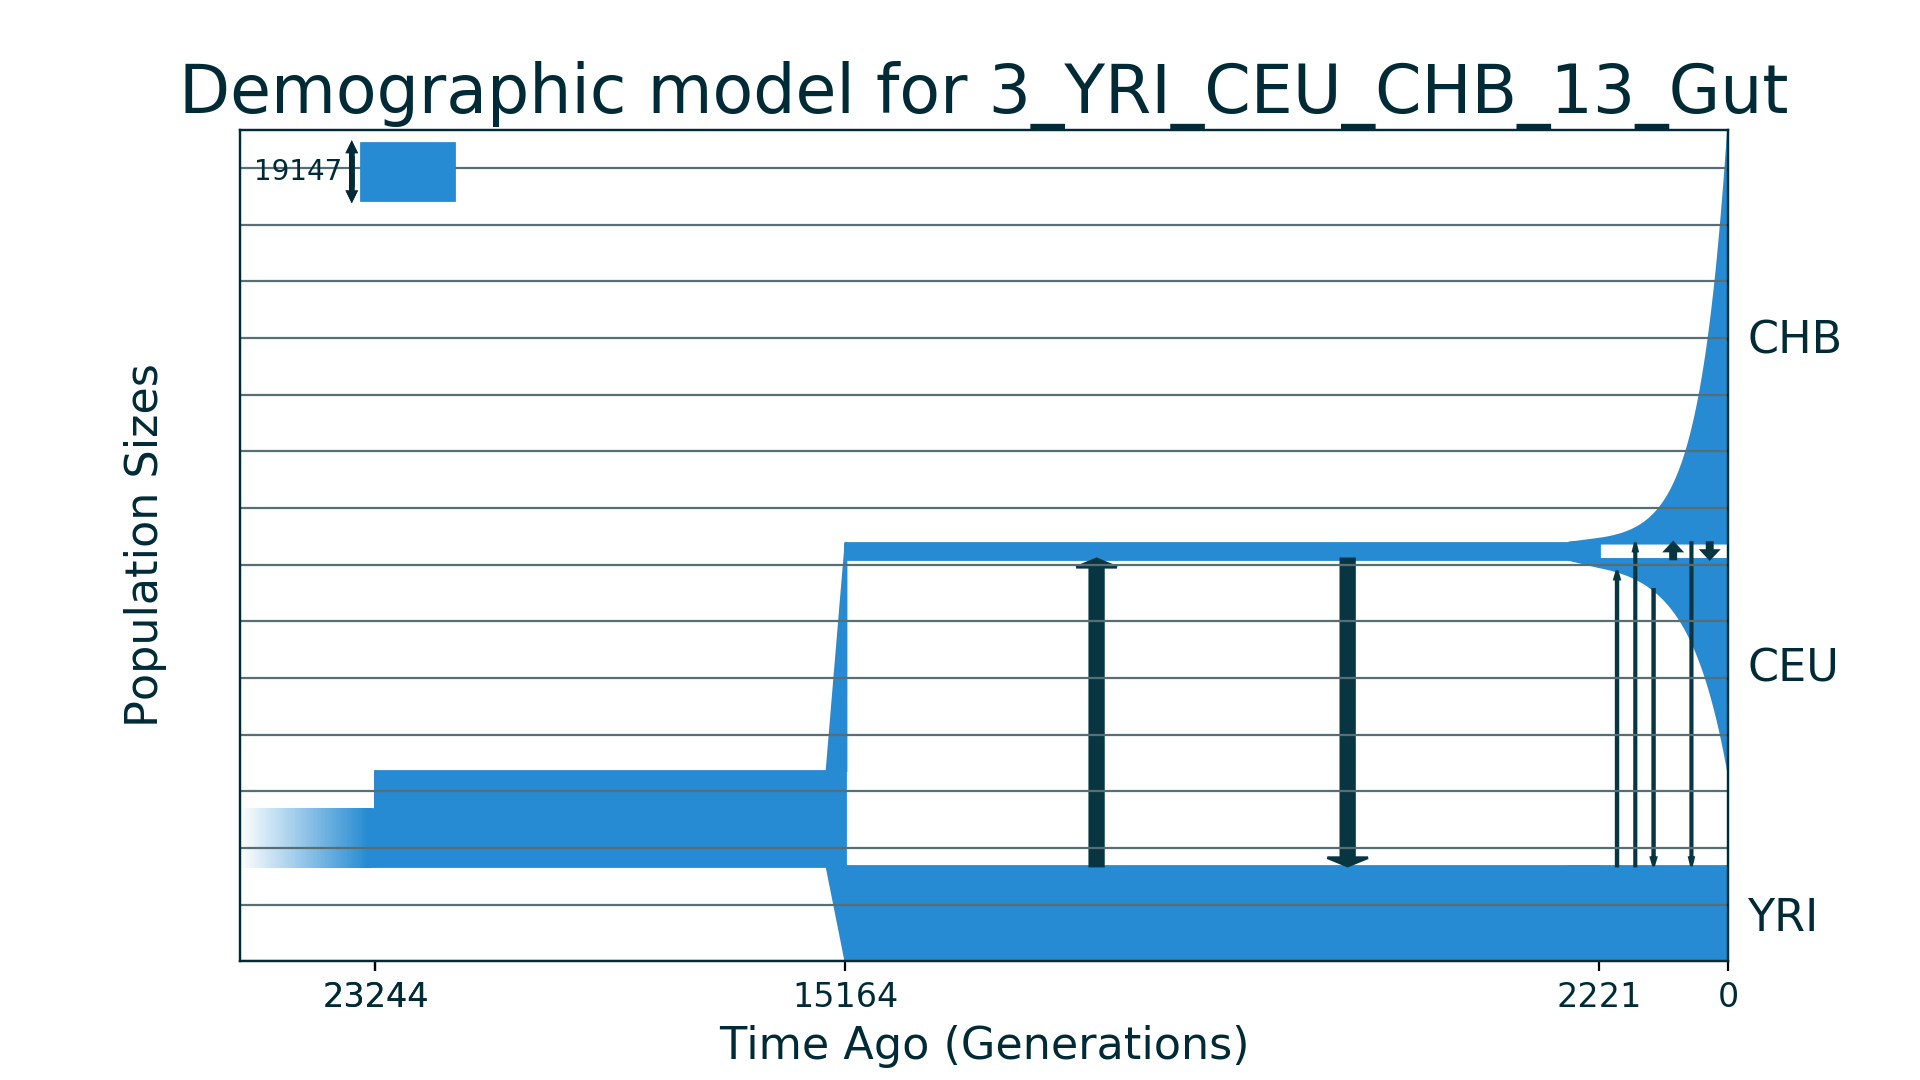 Demographic model for 3_YRI_CEU_CHB_13_Gut
19147
Population Sizes
CHB
CEU
YRI
23244 15164 2221 0
Time Ago (Generations)